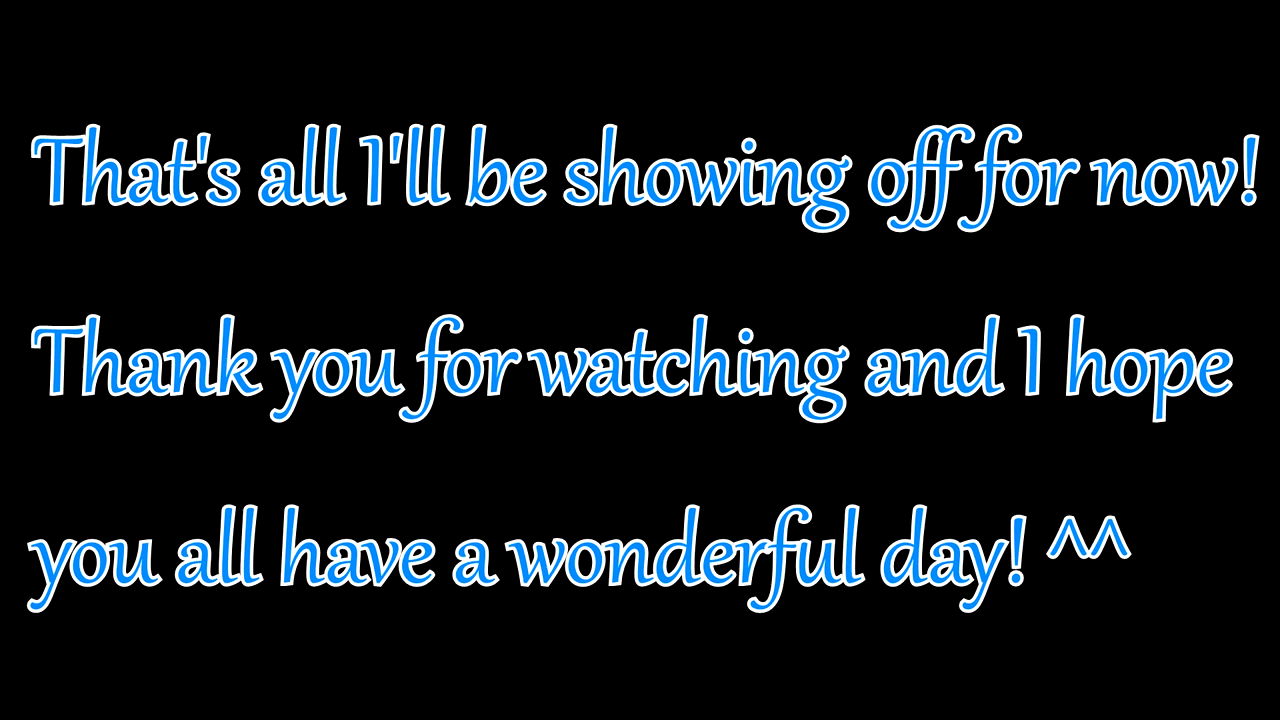 That's all I'll be showing off for now!
Thank you for watching and I hope
you all have a wonderful day! ^^